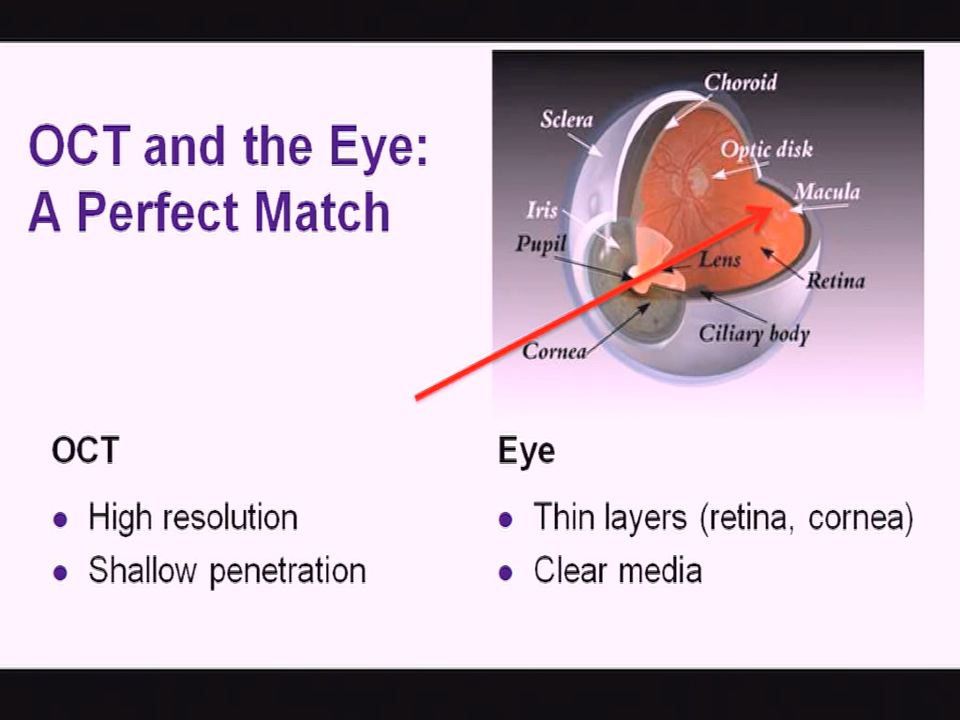 OCT and the Eye:
A Perfect Match
Choroid
Sclera
Optic disk
Macula
Iris
Pupil
Lens
Retina
Ciliary body
Cornea
OCT
● High resolution
● Shallow penetration
Eye
● Thin layers (retina, cornea)
● Clear media